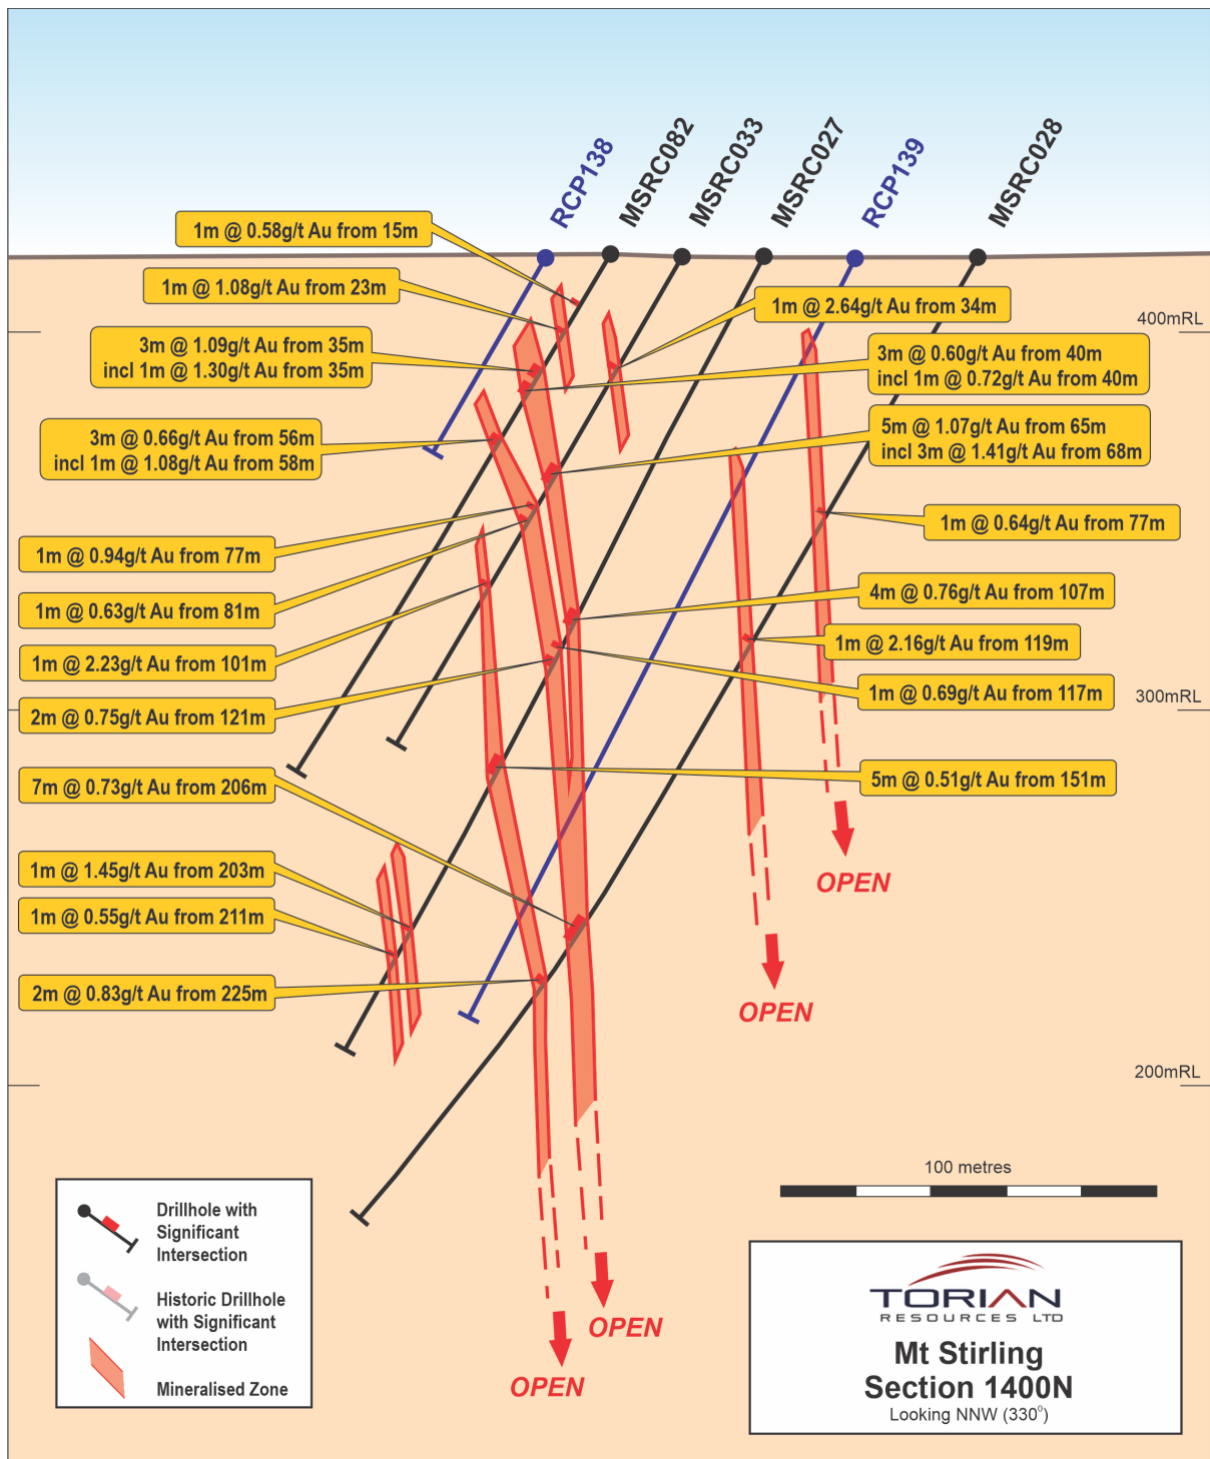 RCP138
MSRC082
MSRC033
MSRC027
RCP139
MSRC028
1m @ 0.58g/t Au from 15m
1m @ 1.08g/t Au from 23m
3m @ 1.09g/t Au from 35m
incl 1m @ 1.30g/t Au from 35m
3m @ 0.66g/t Au from 56m
incl 1m @ 1.08g/t Au from 58m
1m @ 0.94g/t Au from 77m
1m @ 0.63g/t Au from 81m
1m @ 2.23g/t Au from 101m
2m @ 0.75g/t Au from 121m
7m @ 0.73g/t Au from 206m
1m @ 1.45g/t Au from 203m
1m @ 0.55g/t Au from 211m
2m @ 0.83g/t Au from 225m
1m @ 2.64g/t Au from 34m
3m @ 0.60g/t Au from 40m
incl 1m @ 0.72g/t Au from 40m
5m @ 1.07g/t Au from 65m
incl 3m @ 1.41g/t Au from 68m
1m @ 0.64g/t Au from 77m
4m @ 0.76g/t Au from 107m
1m @ 2.16g/t Au from 119m
1m @ 0.69g/t Au from 117m
5m @ 0.51g/t Au from 151m
400mRL
300mRL
200mRL
OPEN
OPEN
OPEN
OPEN
100 metres
Drillhole with
Significant
Intersection
Historic Drillhole
with Significant
Intersection
Mineralised Zone
TORIAN
RESOURCES LTD
Mt Stirling
Section 1400N
Looking NNW (330°)